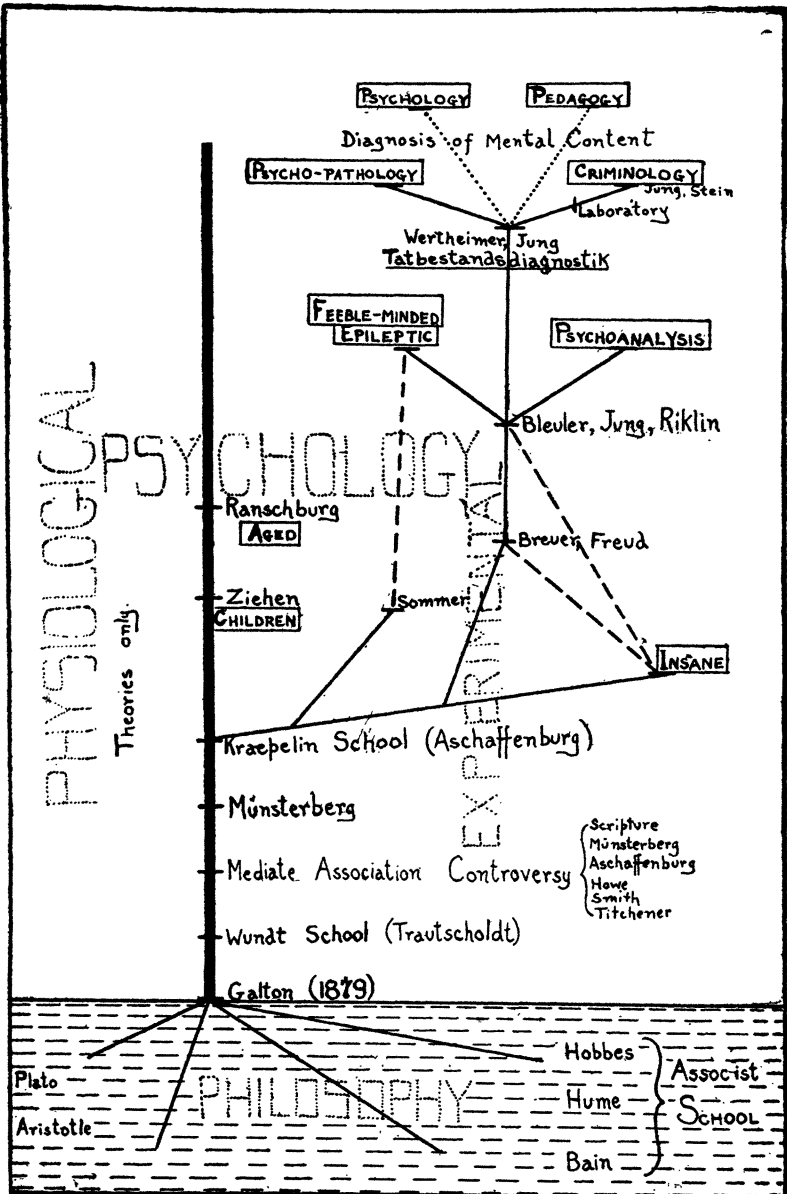 PSYCHOLOGY
PEDAGOGY
Diagnosis of Mental Content
PSYCHO-PATHOLOGY
CRIMINOLOGY
Jung, Stein
Laboratory
Wertheimer, Jung
Tatbestandsdiagnostik
FEEBLE-MINDED
EPILEPTIC
PSYCHOANALYSIS
Bleuler, Jung, Riklin
PHYSIOLOGICAL
PSYCHOLOGY
EXPERIMENTAL
Theories only.
Ranschburg
AGED
Breuer, Freud
Ziehen
CHILDREN
Sommer
INSANE
Kraepelin School (Aschaffenburg)
Münsterberg
Mediate Association Controversy
Scripture
Münsterberg
Aschaffenburg
Howe
Smith
Titchener
Wundt School (Trautscholdt)
Galton (1879)
Plato
Aristotle
PHILOSOPHY
Hobbes
Hume
Bain
ASSOCIST
SCHOOL